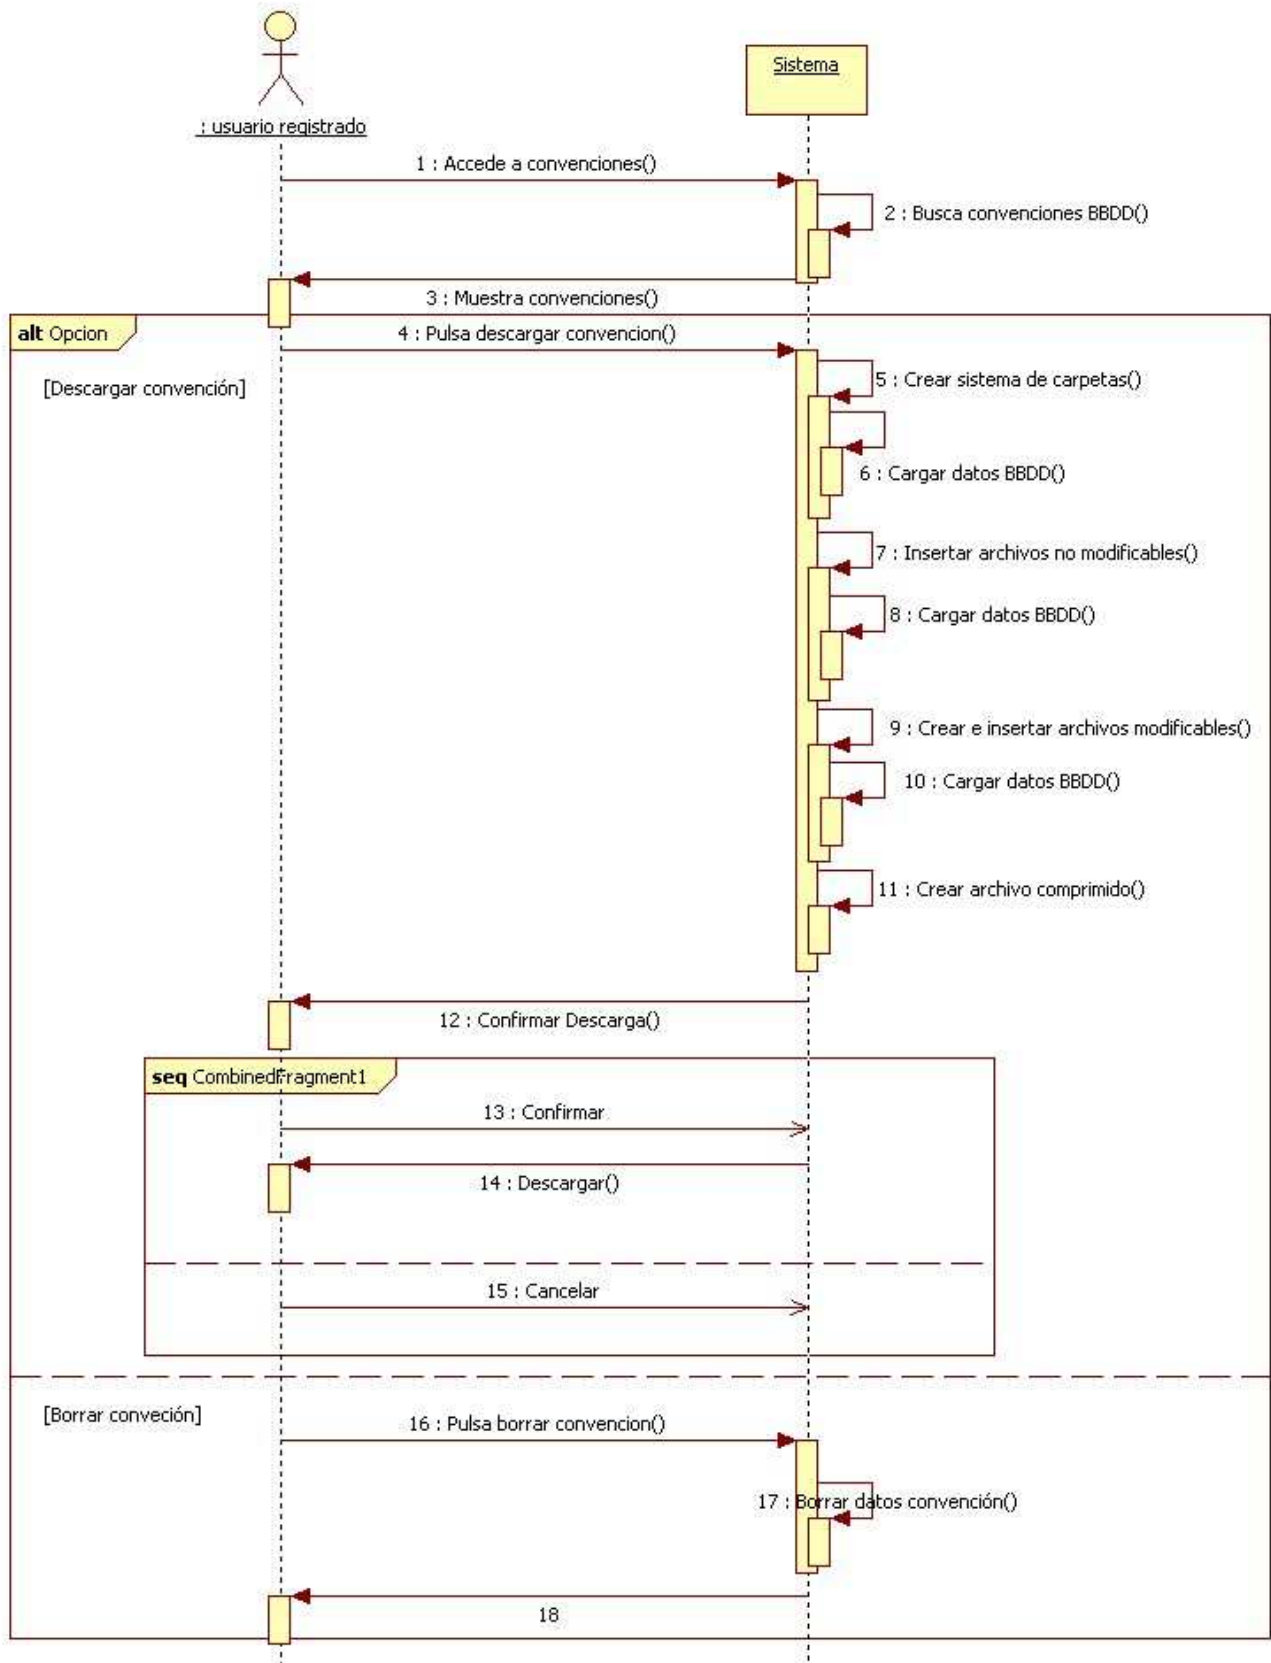 Sistema
: usuario registrado
1 : Accede a convenciones()
2 : Busca convenciones BBDD()
3 : Muestra convenciones()
alt Opcion
4 : Pulsa descargar convencion()
[Descargar convención]
5 : Crear sistema de carpetas()
6 : Cargar datos BBDD()
7 : Insertar archivos no modificables()
8 : Cargar datos BBDD()
9 : Crear e insertar archivos modificables()
10 : Cargar datos BBDD()
11 : Crear archivo comprimido()
12 : Confirmar Descarga()
seq CombinedFragment1
13 : Confirmar
14 : Descargar()
15 : Cancelar
[Borrar conveción]
16 : Pulsa borrar convencion()
17 : Borrar datos convención()
18